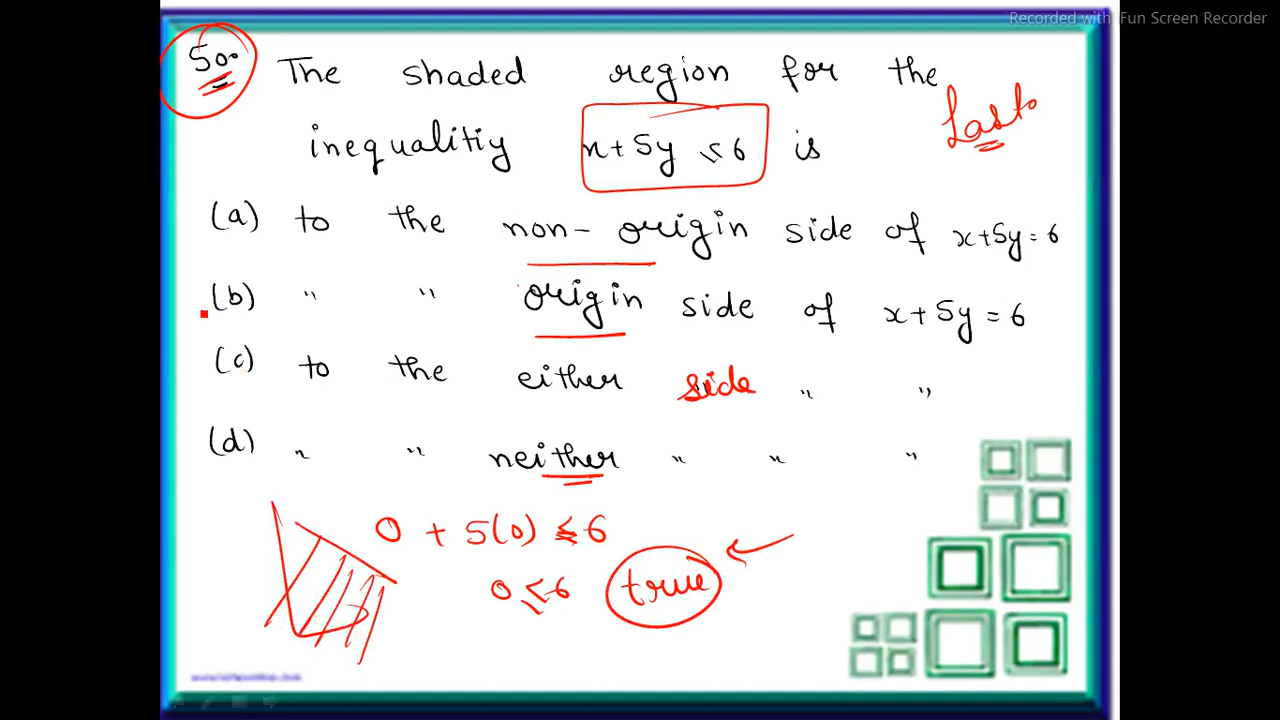 Recorded with Fun Screen Recorder
50. The shaded region for the
Last.
inequalitiy x+5y ≤ 6 is
(a) to the non-origin side of x+5y=6
(b) " " origin side of x+5y=6
(c) to the either side " "
(d) " " neither " " "
0 + 5(0) ≤ 6
0 ≤ 6 true